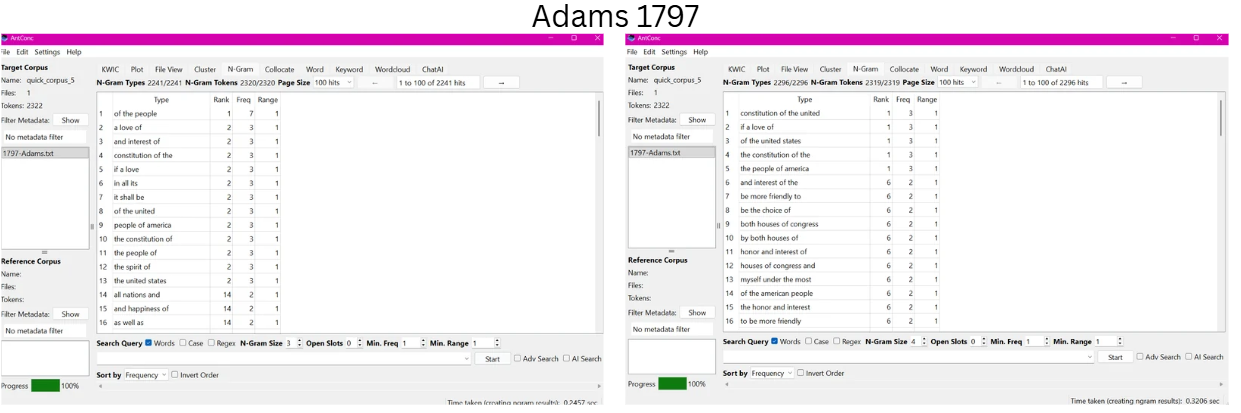 Adams 1797
AntConc
File Edit Settings Help
Target Corpus
Name: quick_corpus_5
Files: 1
Tokens: 2322
Filter Metadata: Show
No metadata filter
1797-Adams.txt
Reference Corpus
Name:
Files:
Tokens:
Filter Metadata: Show
No metadata filter
Progress 100%
KWIC Plot File View Cluster N-Gram Collocate Word Keyword Wordcloud ChatAI
N-Gram Types 2241/2241 N-Gram Tokens 2320/2320 Page Size 100 hits ← 1 to 100 of 2241 hits →
Type Rank Freq Range
1 of the people 1 7 1
2 a love of 2 3 1
3 and interest of 2 3 1
4 constitution of the 2 3 1
5 if a love 2 3 1
6 in all its 2 3 1
7 it shall be 2 3 1
8 of the united 2 3 1
9 people of america 2 3 1
10 the constitution of 2 3 1
11 the people of 2 3 1
12 the spirit of 2 3 1
13 the united states 2 3 1
14 all nations and 14 2 1
15 and happiness of 14 2 1
16 as well as 14 2 1
Search Query Words Case Regex N-Gram Size 3 Open Slots 0 Min. Freq 1 Min. Range 1
Start Adv Search AI Search
Sort by Frequency Invert Order
Time taken (creating ngram results): 0.2457 sec
AntConc
File Edit Settings Help
Target Corpus
Name: quick_corpus_5
Files: 1
Tokens: 2322
Filter Metadata: Show
No metadata filter
1797-Adams.txt
Reference Corpus
Name:
Files:
Tokens:
Filter Metadata: Show
No metadata filter
Progress 100%
KWIC Plot File View Cluster N-Gram Collocate Word Keyword Wordcloud ChatAI
N-Gram Types 2296/2296 N-Gram Tokens 2319/2319 Page Size 100 hits ← 1 to 100 of 2296 hits →
Type Rank Freq Range
1 constitution of the united 1 3 1
2 if a love of 1 3 1
3 of the united states 1 3 1
4 the constitution of the 1 3 1
5 the people of america 1 3 1
6 and interest of the 6 2 1
7 be more friendly to 6 2 1
8 be the choice of 6 2 1
9 both houses of congress 6 2 1
10 by both houses of 6 2 1
11 honor and interest of 6 2 1
12 houses of congress and 6 2 1
13 myself under the most 6 2 1
14 of the american people 6 2 1
15 the honor and interest 6 2 1
16 to be more friendly 6 2 1
Search Query Words Case Regex N-Gram Size 4 Open Slots 0 Min. Freq 1 Min. Range 1
Start Adv Search AI Search
Sort by Frequency Invert Order
Time taken (creating ngram results): 0.3206 sec